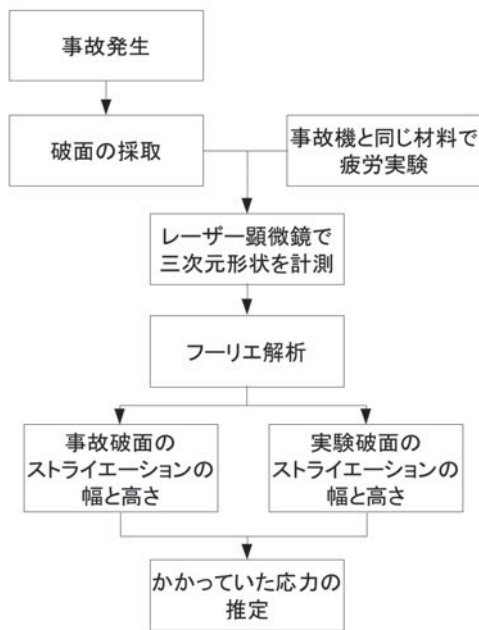 事故発生
破面の採取
事故機と同じ材料で
疲労実験
レーザー顕微鏡で
三次元形状を計測
フーリエ解析
事故破面の
ストライエーションの
幅と高さ
実験破面の
ストライエーションの
幅と高さ
かかっていた応力の
推定